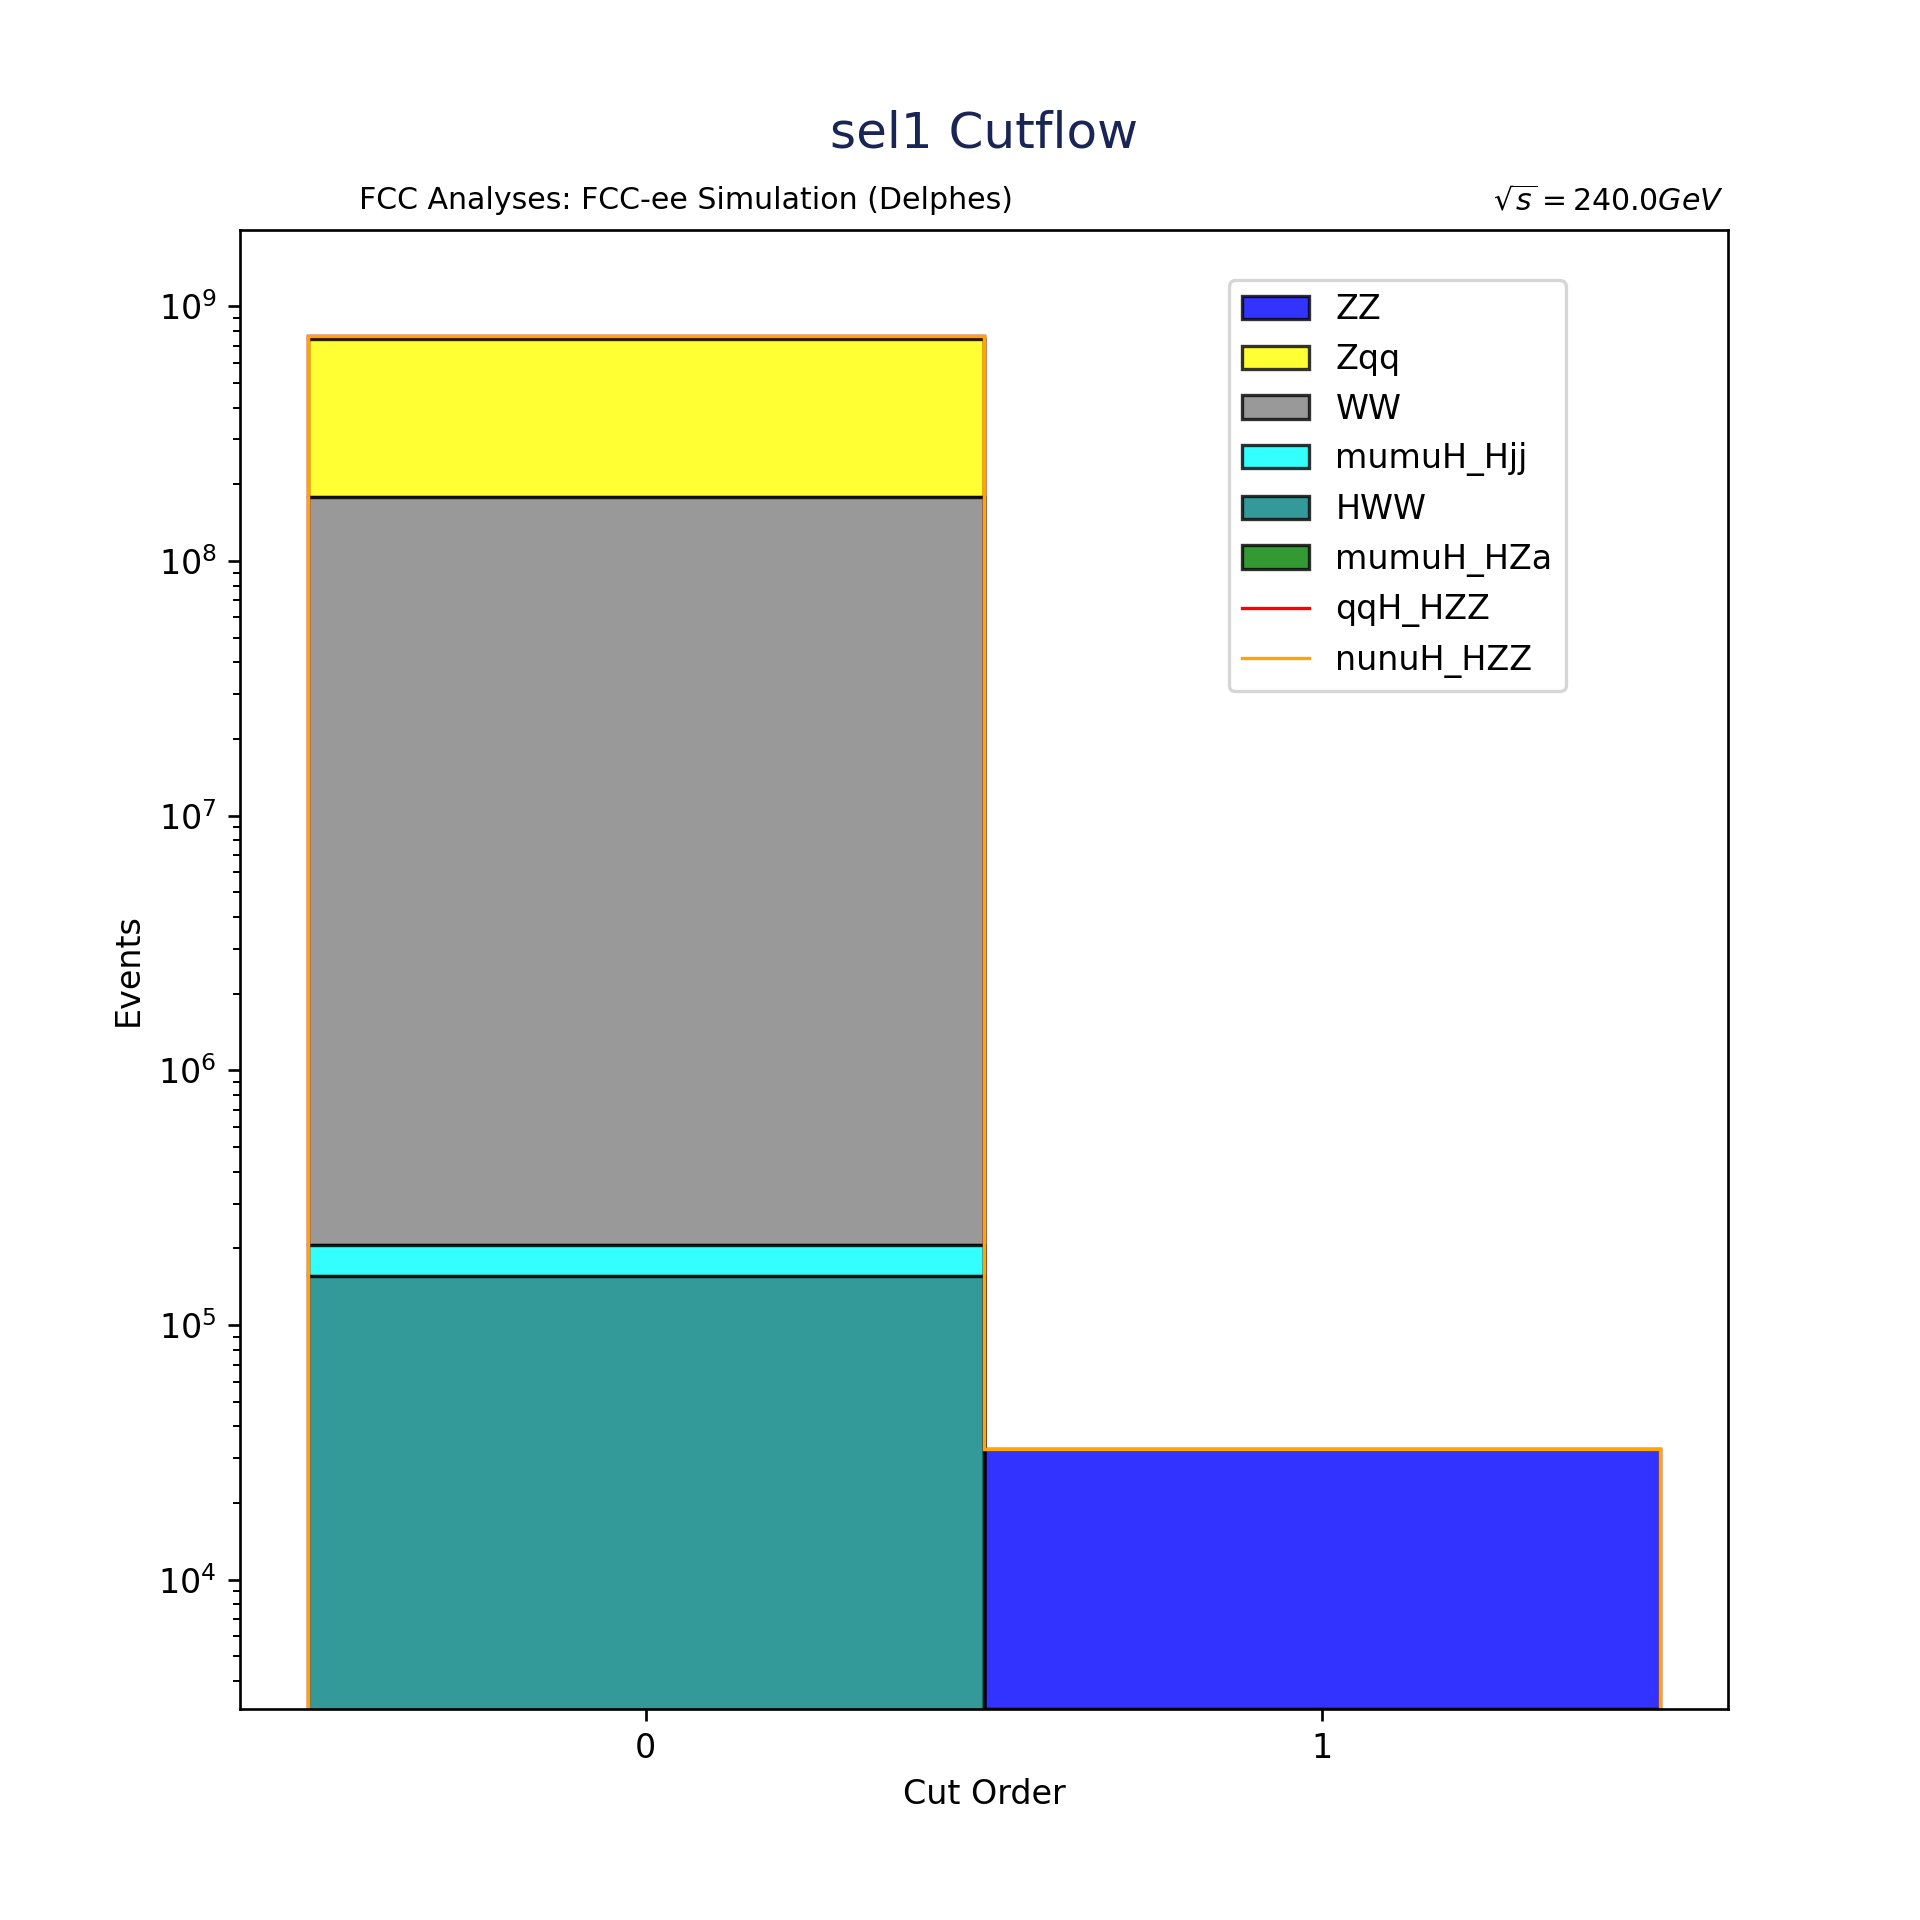 sel1 Cutflow
FCC Analyses: FCC-ee Simulation (Delphes)
√s = 240.0GeV
10⁹
10⁸
10⁷
10⁶
10⁵
10⁴
Events
ZZ
Zqq
WW
mumuH_Hjj
HWW
mumuH_HZa
qqH_HZZ
nunuH_HZZ
0
1
Cut Order